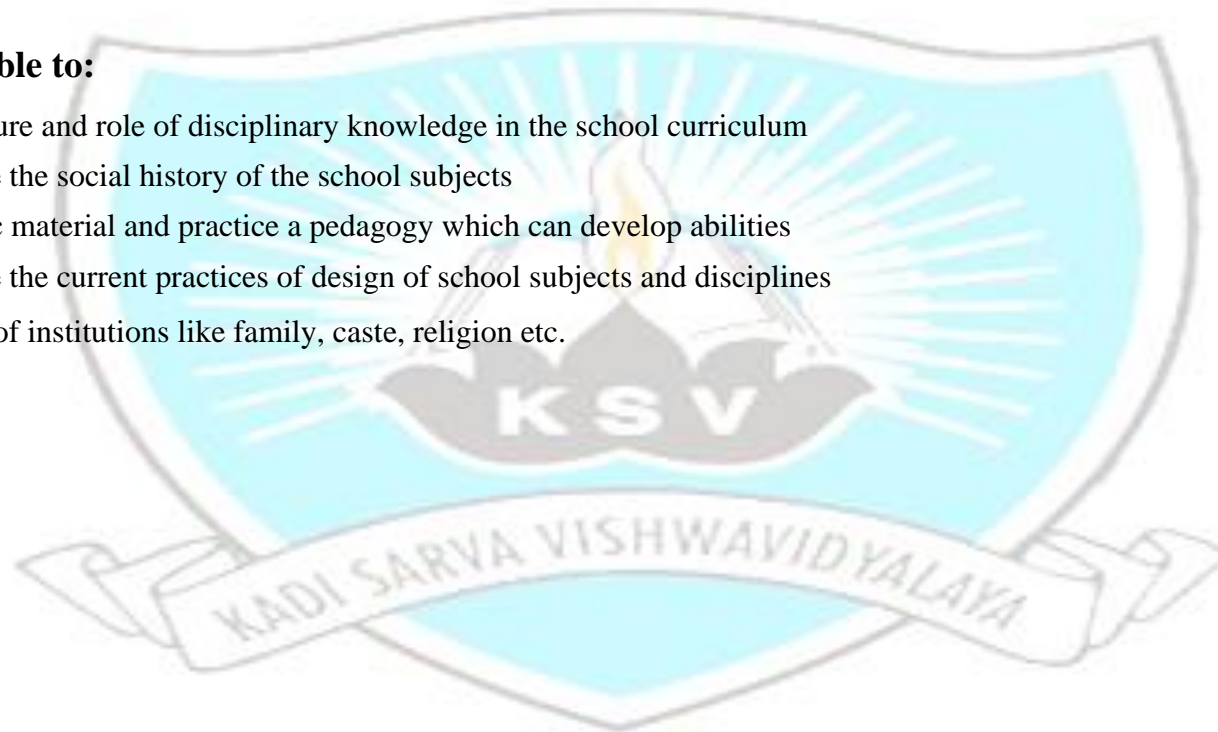 ble to:
ure and role of disciplinary knowledge in the school curriculum
the social history of the school subjects
material and practice a pedagogy which can develop abilities
the current practices of design of school subjects and disciplines
of institutions like family, caste, religion etc.
KSV
KADI SARVA VISHWAVIDYALAYA